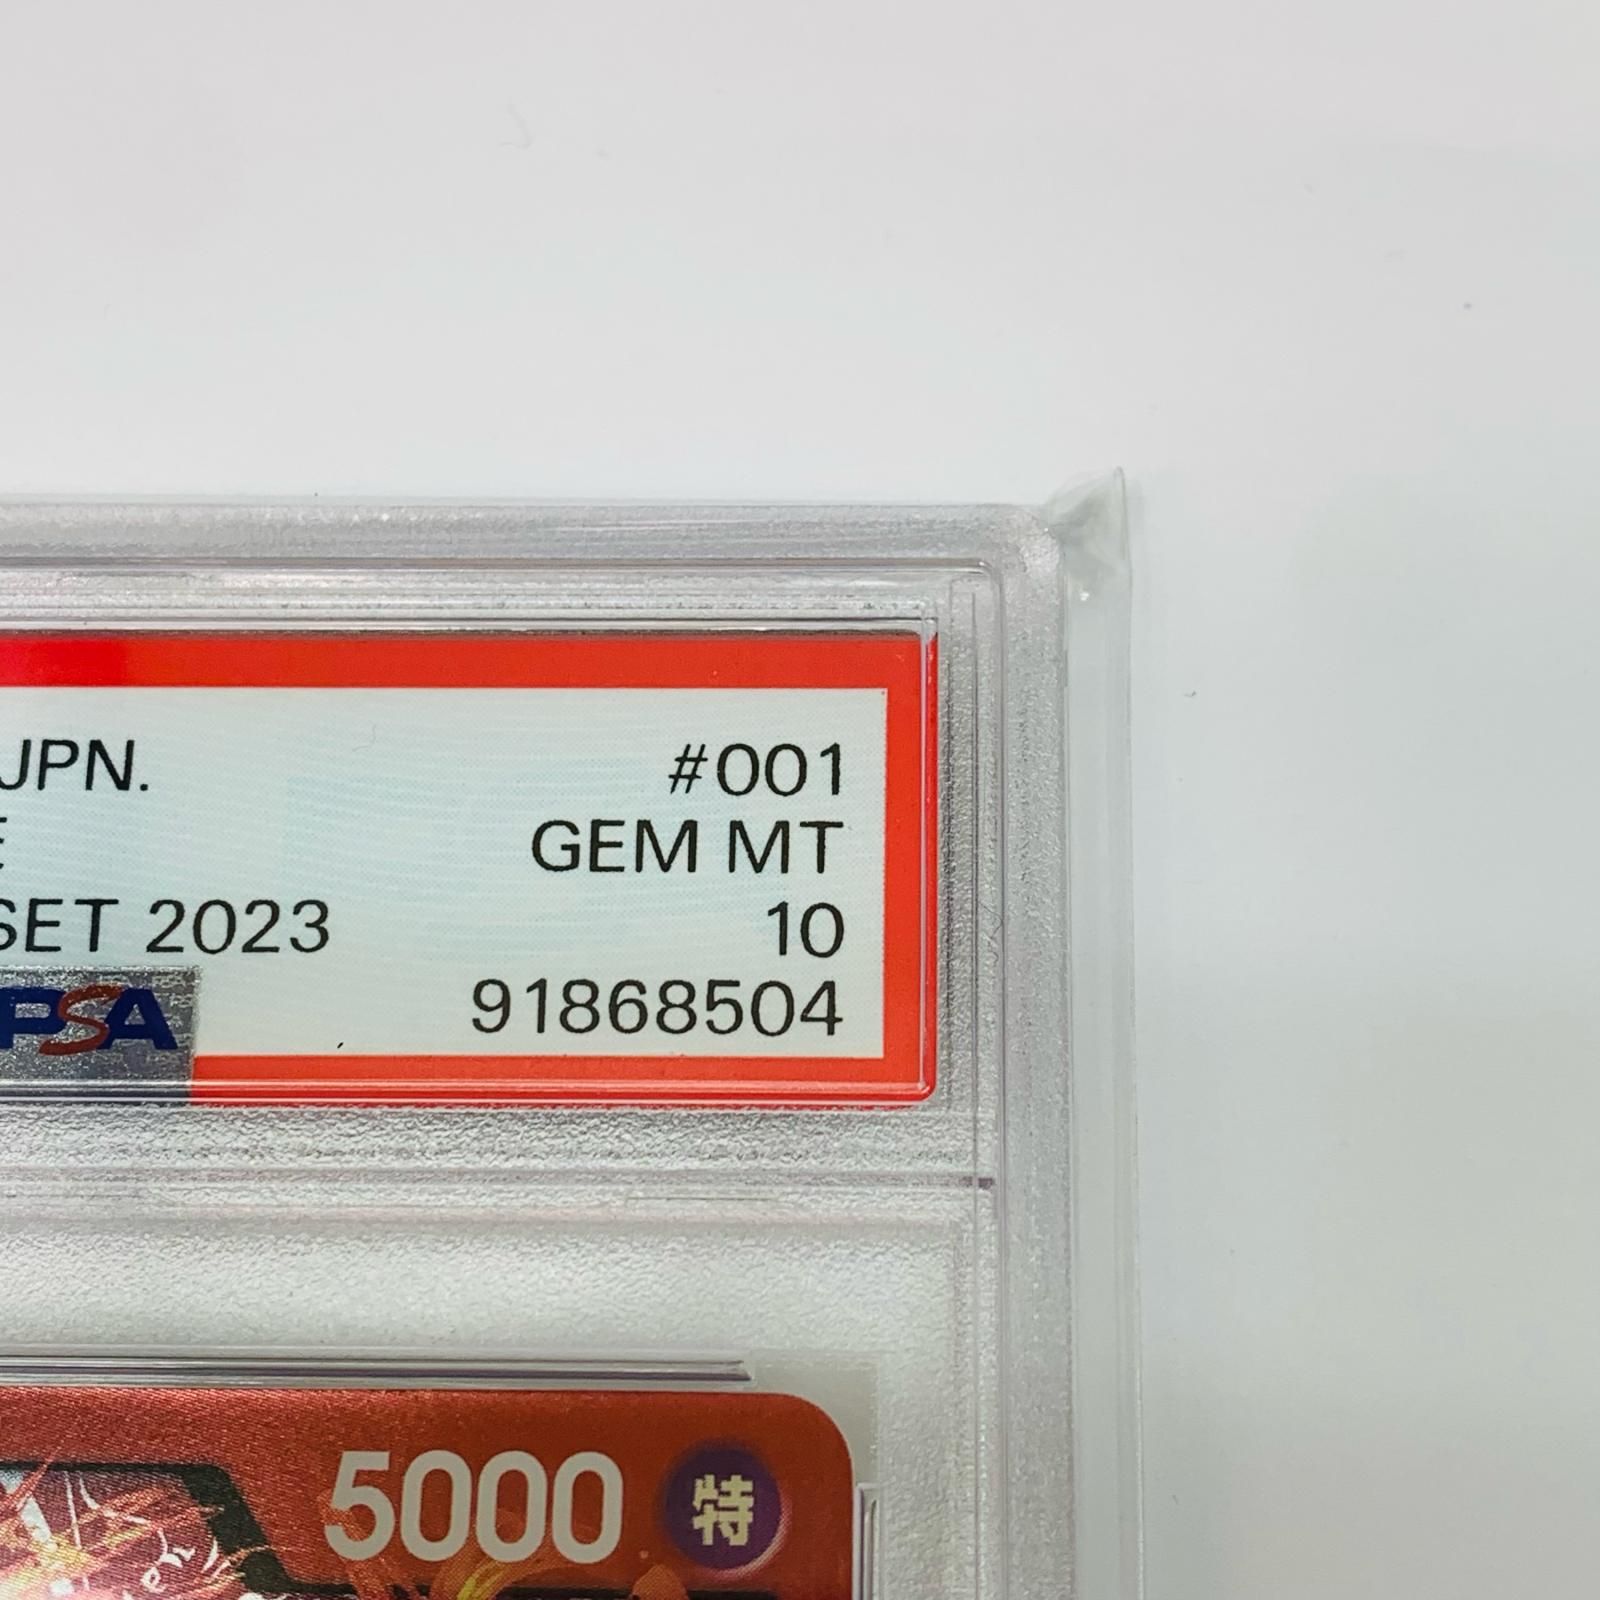 JPN. #001
E GEM MT
SET 2023 10
PSA 91868504
5000 特